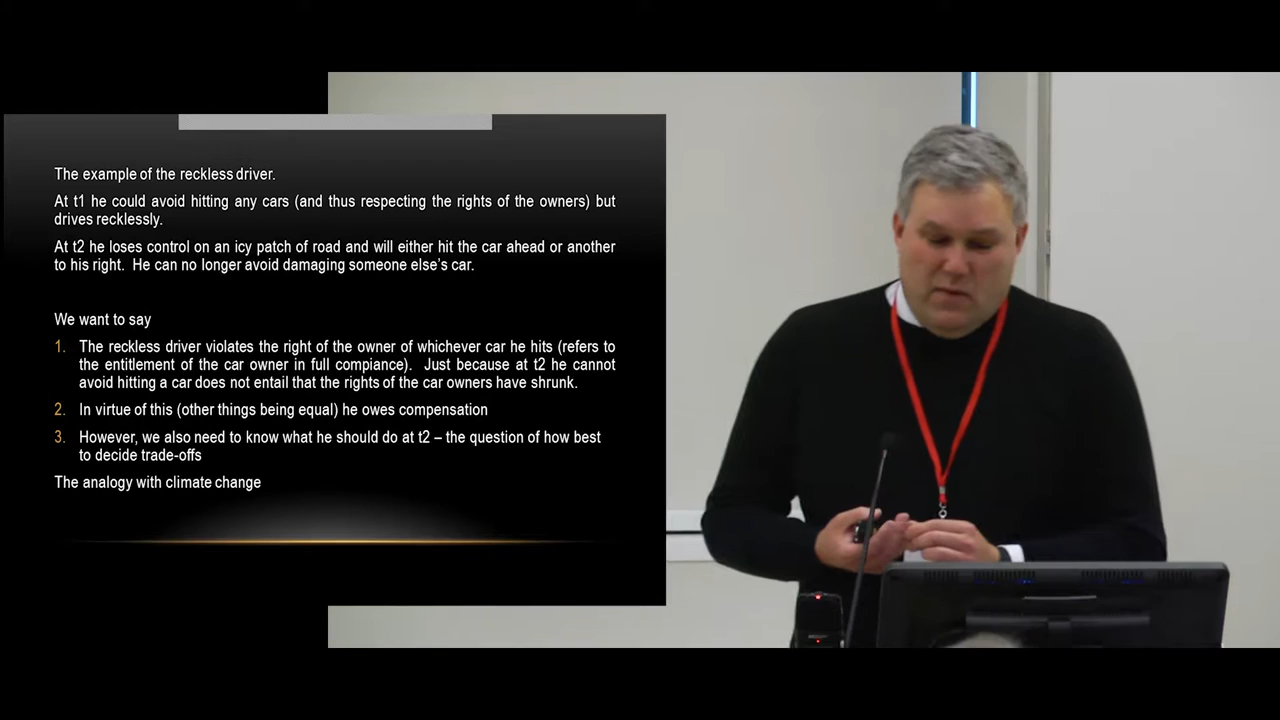 The example of the reckless driver.
At t1 he could avoid hitting any cars (and thus respecting the rights of the owners) but
drives recklessly.
At t2 he loses control on an icy patch of road and will either hit the car ahead or another
to his right. He can no longer avoid damaging someone else's car.
We want to say
1. The reckless driver violates the right of the owner of whichever car he hits (refers to
the entitlement of the car owner in full compiance). Just because at t2 he cannot
avoid hitting a car does not entail that the rights of the car owners have shrunk.
2. In virtue of this (other things being equal) he owes compensation
3. However, we also need to know what he should do at t2 – the question of how best
to decide trade-offs
The analogy with climate change